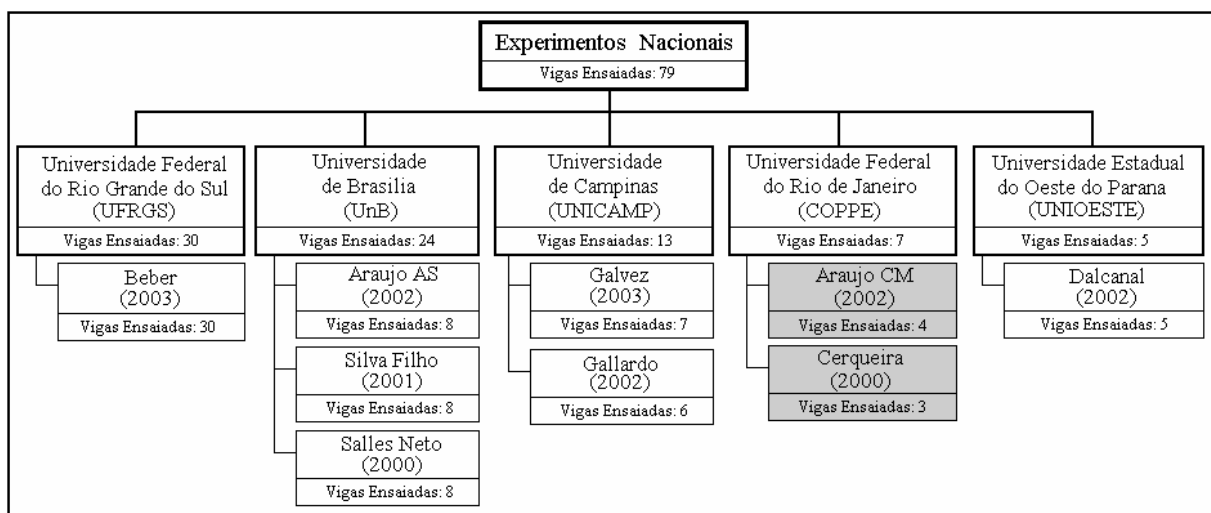 Experimentos Nacionais
Vigas Ensaiadas: 79
Universidade Federal
do Rio Grande do Sul
(UFRGS)
Vigas Ensaiadas: 30
Beber
(2003)
Vigas Ensaiadas: 30
Universidade
de Brasilia
(UnB)
Vigas Ensaiadas: 24
Araujo AS
(2002)
Vigas Ensaiadas: 8
Silva Filho
(2001)
Vigas Ensaiadas: 8
Salles Neto
(2000)
Vigas Ensaiadas: 8
Universidade
de Campinas
(UNICAMP)
Vigas Ensaiadas: 13
Galvez
(2003)
Vigas Ensaiadas: 7
Gallardo
(2002)
Vigas Ensaiadas: 6
Universidade Federal
do Rio de Janeiro
(COPPE)
Vigas Ensaiadas: 7
Araujo CM
(2002)
Vigas Ensaiadas: 4
Cerqueira
(2000)
Vigas Ensaiadas: 3
Universidade Estadual
do Oeste do Parana
(UNIOESTE)
Vigas Ensaiadas: 5
Dalcanal
(2002)
Vigas Ensaiadas: 5